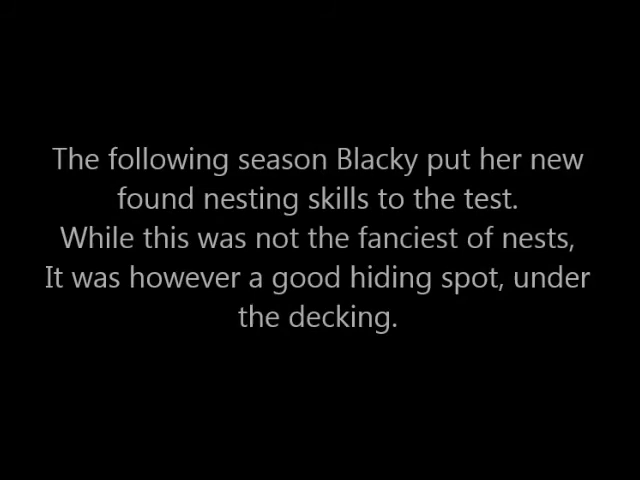 The following season Blacky put her new
found nesting skills to the test.
While this was not the fanciest of nests,
It was however a good hiding spot, under
the decking.